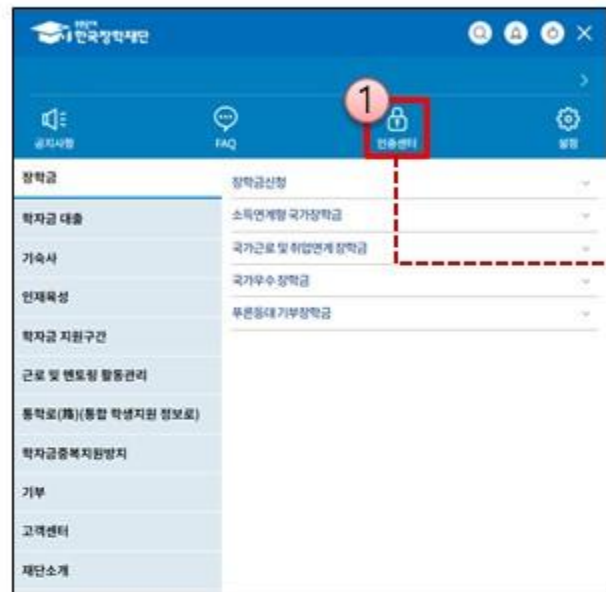 한국장학재단
1
공지사항
FAQ
인증센터
설정
장학금
학자금 대출
기숙사
인재육성
학자금 지원구간
근로 및 멘토링 활동관리
통학로(路)(통합 학생지원 정보로)
학자금중복지원방지
기부
고객센터
재단소개
장학금신청
소득연계형 국가장학금
국가근로 및 취업연계 장학금
국가우수 장학금
푸른등대 기부장학금